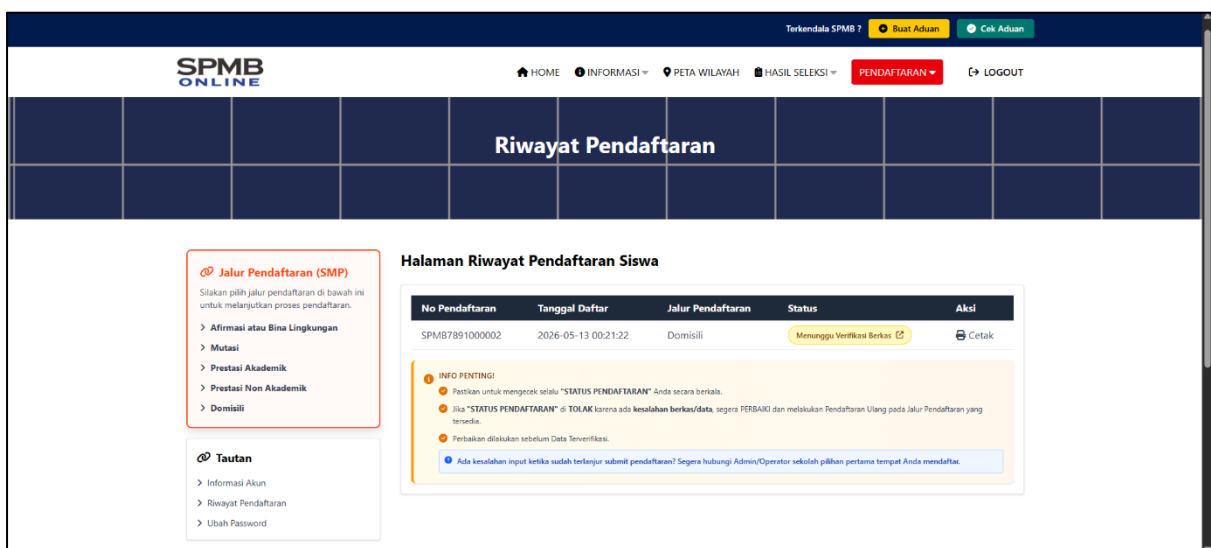 Terkendala SPMB ? Buat Aduan Cek Aduan
SPMB
ONLINE
HOME INFORMASI PETA WILAYAH HASIL SELEKSI PENDAFTARAN LOGOUT
Riwayat Pendaftaran
Jalur Pendaftaran (SMP)
Silakan pilih jalur pendaftaran di bawah ini
untuk melanjutkan proses pendaftaran.
Afirmasi atau Bina Lingkungan
Mutasi
Prestasi Akademik
Prestasi Non Akademik
Domisili
Tautan
Informasi Akun
Riwayat Pendaftaran
Ubah Password
Halaman Riwayat Pendaftaran Siswa
No Pendaftaran Tanggal Daftar Jalur Pendaftaran Status Aksi
SPMB7891000002 2026-05-13 00:21:22 Domisili Menunggu Verifikasi Berkas Cetak
INFO PENTING!
Pastikan untuk mengecek selalu "STATUS PENDAFTARAN" Anda secara berkala.
Jika "STATUS PENDAFTARAN" di TOLAK karena ada kesalahan berkas/data, segera PERBAIKI dan melakukan Pendaftaran Ulang pada Jalur Pendaftaran yang
tersedia.
Perbaikan dilakukan sebelum Data Terverifikasi.
Ada kesalahan input ketika sudah terlanjur submit pendaftaran? Segera hubungi Admin/Operator sekolah pilihan pertama tempat Anda mendaftar.